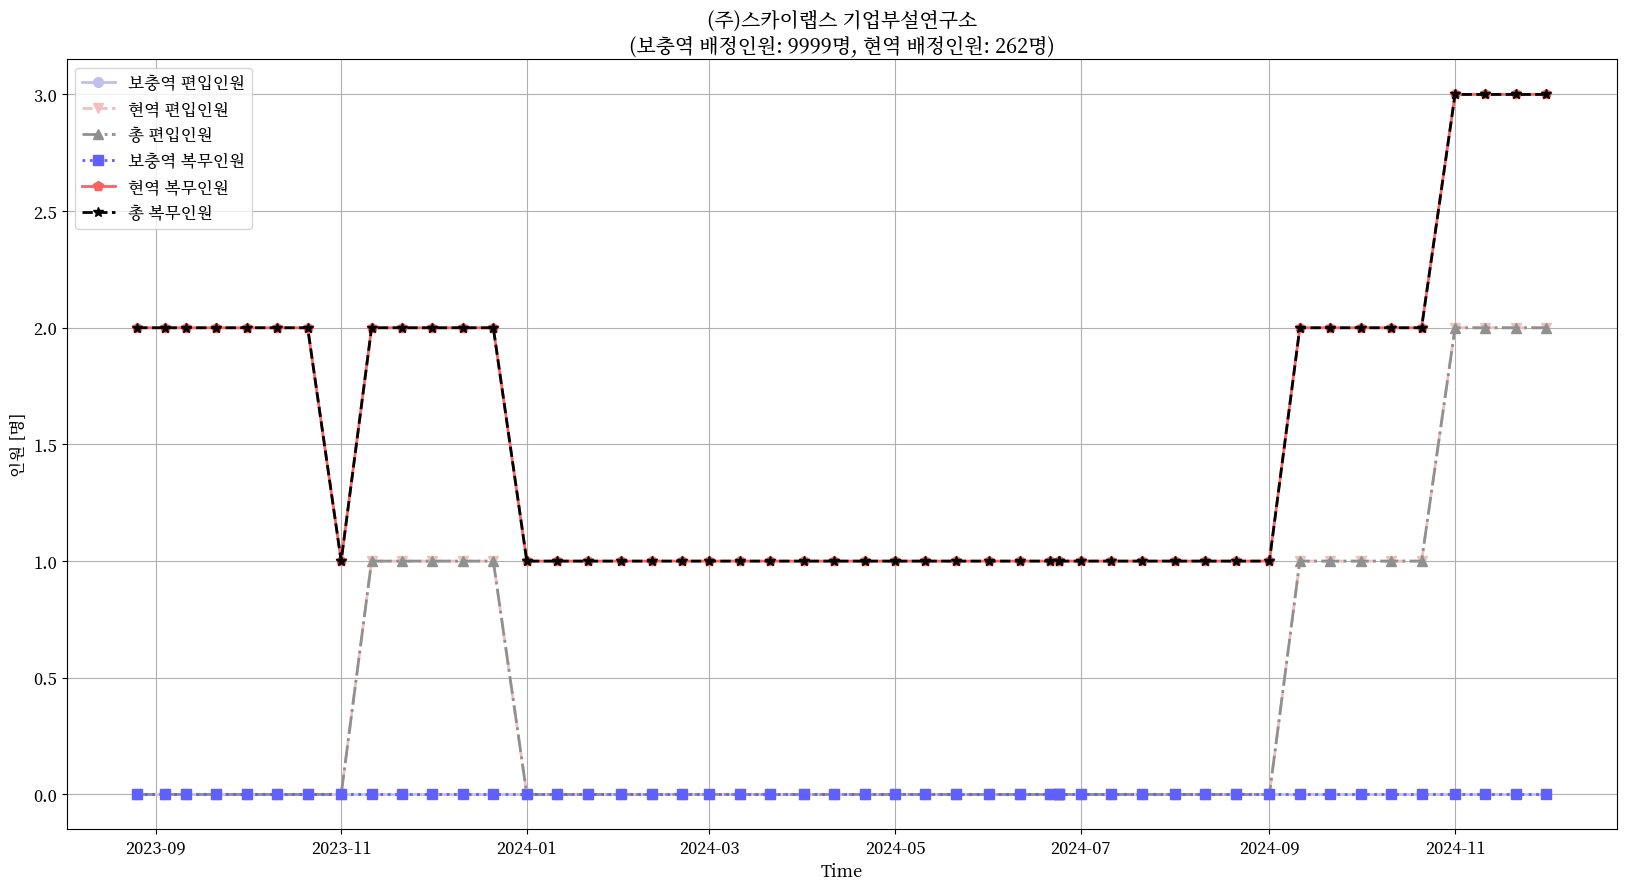 (주)스카이랩스 기업부설연구소
(보충역 배정인원: 9999명, 현역 배정인원: 262명)
보충역 편입인원
현역 편입인원
총 편입인원
보충역 복무인원
현역 복무인원
총 복무인원
인원 [명]
3.0
2.5
2.0
1.5
1.0
0.5
0.0
2023-09
2023-11
2024-01
2024-03
2024-05
2024-07
2024-09
2024-11
Time